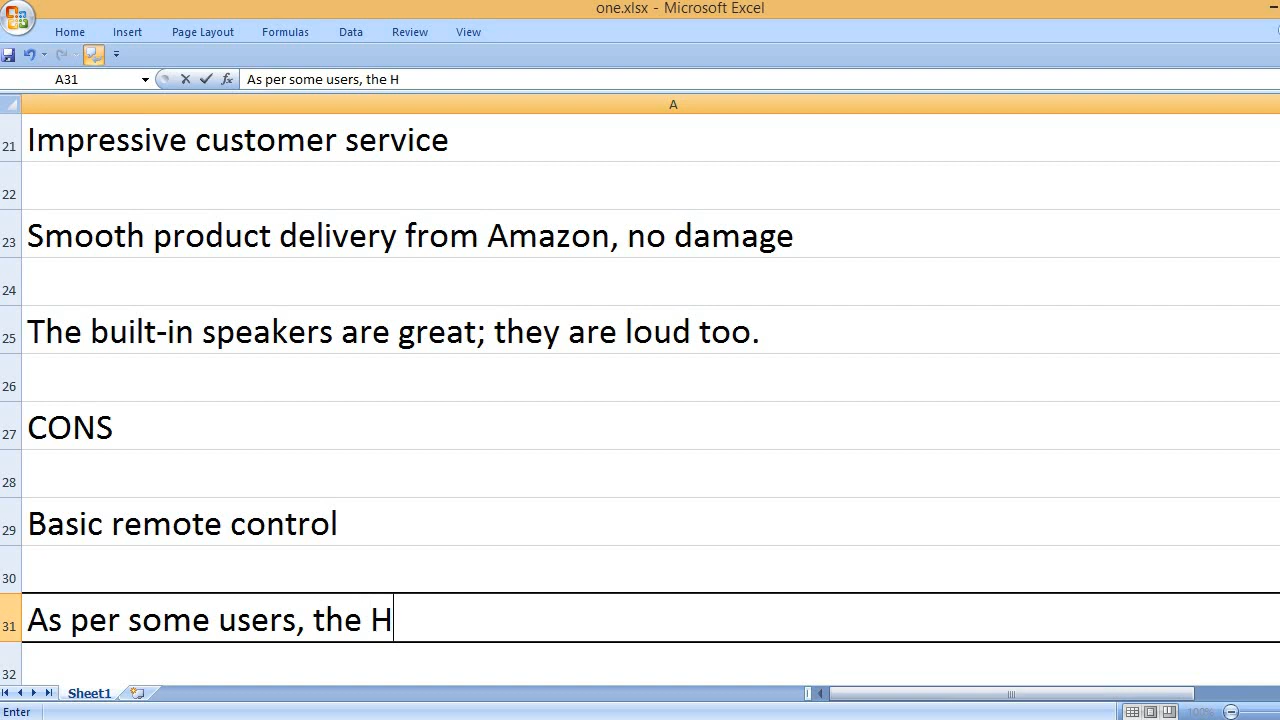 one.xlsx - Microsoft Excel
Home Insert Page Layout Formulas Data Review View
A31 fx As per some users, the H
A
21 Impressive customer service
22
23 Smooth product delivery from Amazon, no damage
24
25 The built-in speakers are great; they are loud too.
26
27 CONS
28
29 Basic remote control
30
31 As per some users, the H
32
Sheet1
Enter 100%